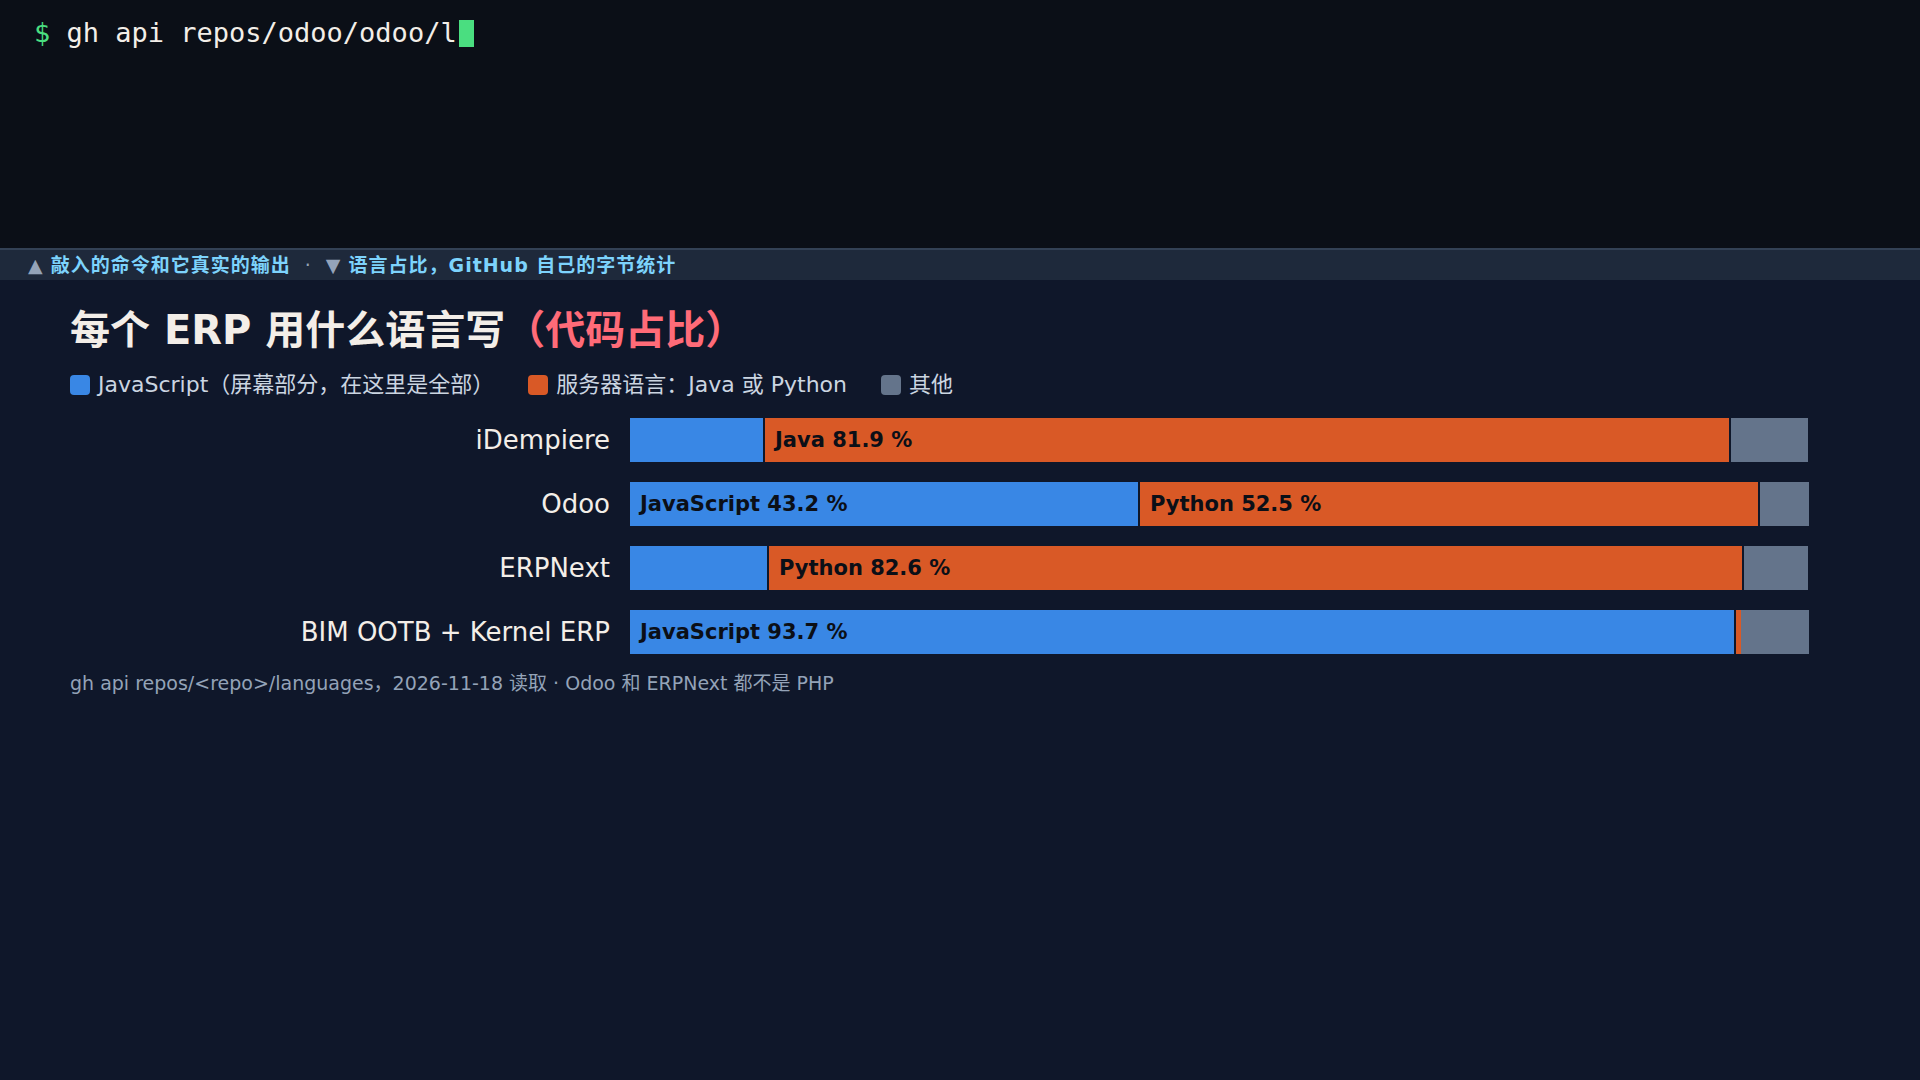 $ gh api repos/odoo/odoo/l
▲ 敲入的命令和它真实的输出 · ▼ 语言占比，GitHub 自己的字节统计
每个 ERP 用什么语言写（代码占比）
JavaScript（屏幕部分，在这里是全部） 服务器语言：Java 或 Python 其他
iDempiere Java 81.9 %
Odoo JavaScript 43.2 % Python 52.5 %
ERPNext Python 82.6 %
BIM OOTB + Kernel ERP JavaScript 93.7 %
gh api repos/<repo>/languages，2026-11-18 读取 · Odoo 和 ERPNext 都不是 PHP